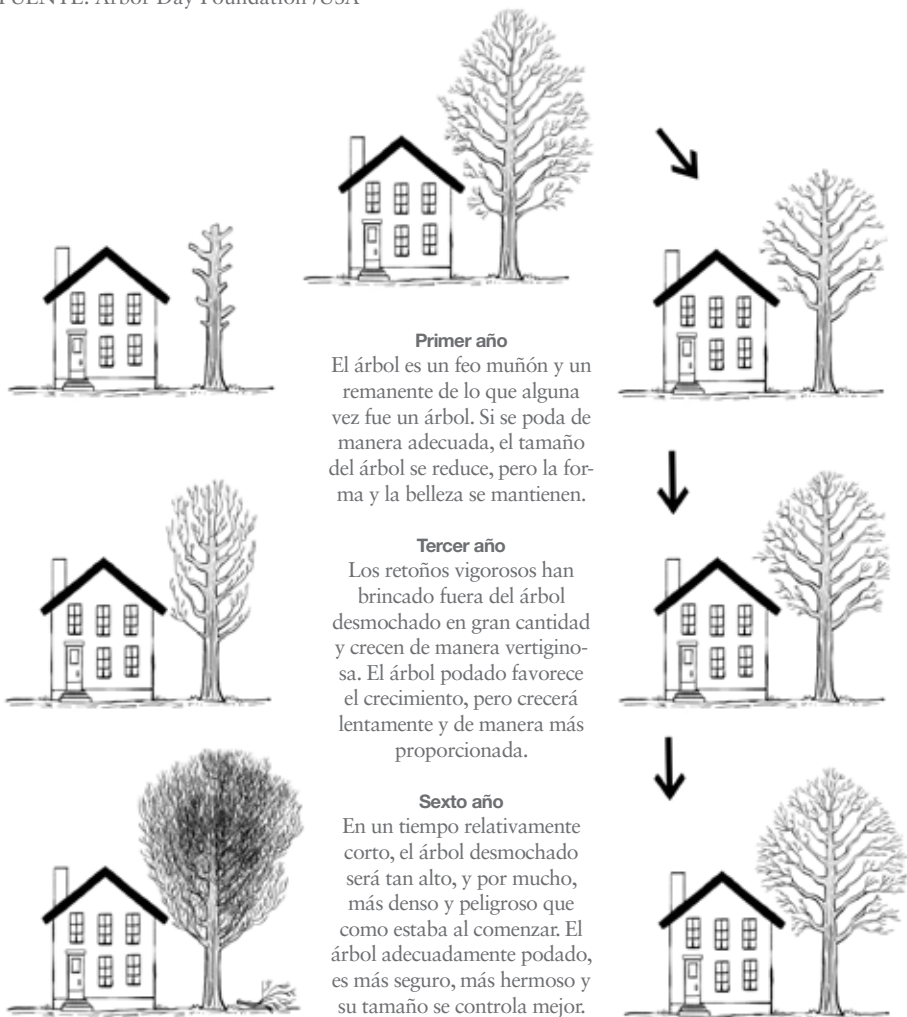 FUENTE: Arbor Day Foundation /USA
Primer año
El árbol es un feo muñón y un
remanente de lo que alguna
vez fue un árbol. Si se poda de
manera adecuada, el tamaño
del árbol se reduce, pero la for-
ma y la belleza se mantienen.
Tercer año
Los retoños vigorosos han
brincado fuera del árbol
desmochado en gran cantidad
y crecen de manera vertigino-
sa. El árbol podado favorece
el crecimiento, pero crecerá
lentamente y de manera más
proporcionada.
Sexto año
En un tiempo relativamente
corto, el árbol desmochado
será tan alto, y por mucho,
más denso y peligroso que
como estaba al comenzar. El
árbol adecuadamente podado,
es más seguro, más hermoso y
su tamaño se controla mejor.